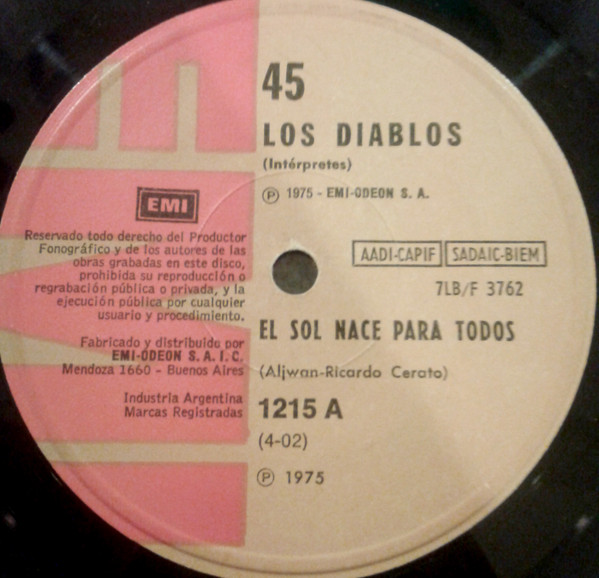 45
LOS DIABLOS
(Intérpretes)
Ⓟ 1975 - EMI-ODEON S. A.
EMI
Reservado todo derecho del Productor
Fonográfico y de los autores de las
obras grabadas en este disco,
prohibida su reproducción o
regrabación pública o privada, y la
ejecución pública por cualquier
usuario y procedimiento.
Fabricado y distribuido por
EMI-ODEON S. A. I. C.
Mendoza 1660 - Buenos Aires
Industria Argentina
Marcas Registradas
AADI-CAPIF SADAIC-BIEM
7LB/F 3762
EL SOL NACE PARA TODOS
(Aljwan-Ricardo Cerato)
1215 A
(4-02)
Ⓟ 1975